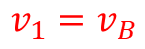 v₁ = v_B